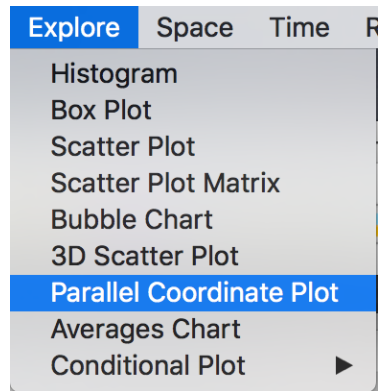 Explore Space Time
Histogram
Box Plot
Scatter Plot
Scatter Plot Matrix
Bubble Chart
3D Scatter Plot
Parallel Coordinate Plot
Averages Chart
Conditional Plot